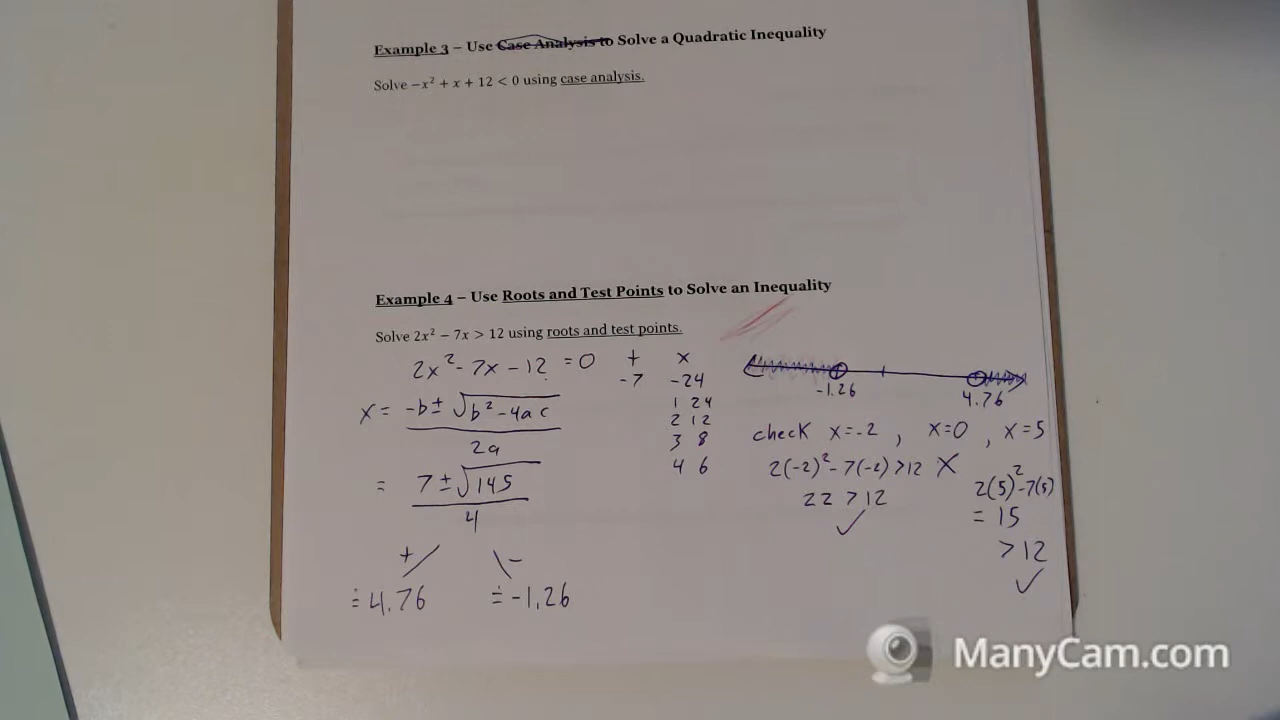 Example 3 – Use Case Analysis to Solve a Quadratic Inequality
Solve −x² + x + 12 < 0 using case analysis.
Example 4 – Use Roots and Test Points to Solve an Inequality
Solve 2x² − 7x > 12 using roots and test points.
2x² - 7x - 12 = 0
x = -b ± √b² - 4ac
2a
= 7 ± √145
4
+ -
≐ 4.76 ≐ -1.26
+ x
-7 -24
1 24
2 12
3 8
4 6
-1.26 4.76
check x=-2 , x=0 , x=5
2(-2)² - 7(-2) > 12 X
22 > 12
✓
2(5)² - 7(5)
= 15
> 12
✓
ManyCam.com